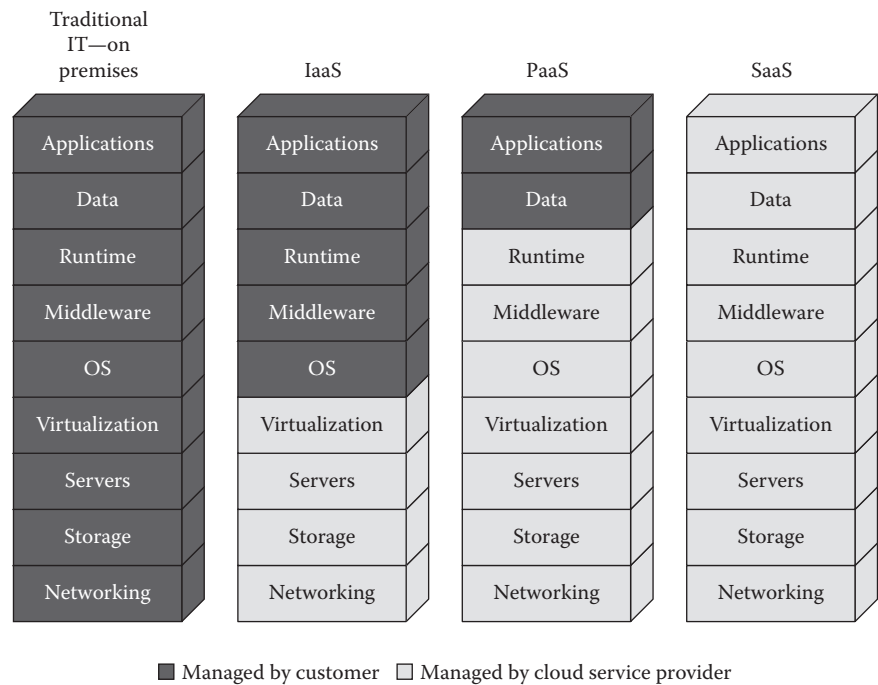 Traditional
IT—on
premises
IaaS
PaaS
SaaS
Applications
Data
Runtime
Middleware
OS
Virtualization
Servers
Storage
Networking
Applications
Data
Runtime
Middleware
OS
Virtualization
Servers
Storage
Networking
Applications
Data
Runtime
Middleware
OS
Virtualization
Servers
Storage
Networking
Applications
Data
Runtime
Middleware
OS
Virtualization
Servers
Storage
Networking
Managed by customer
Managed by cloud service provider